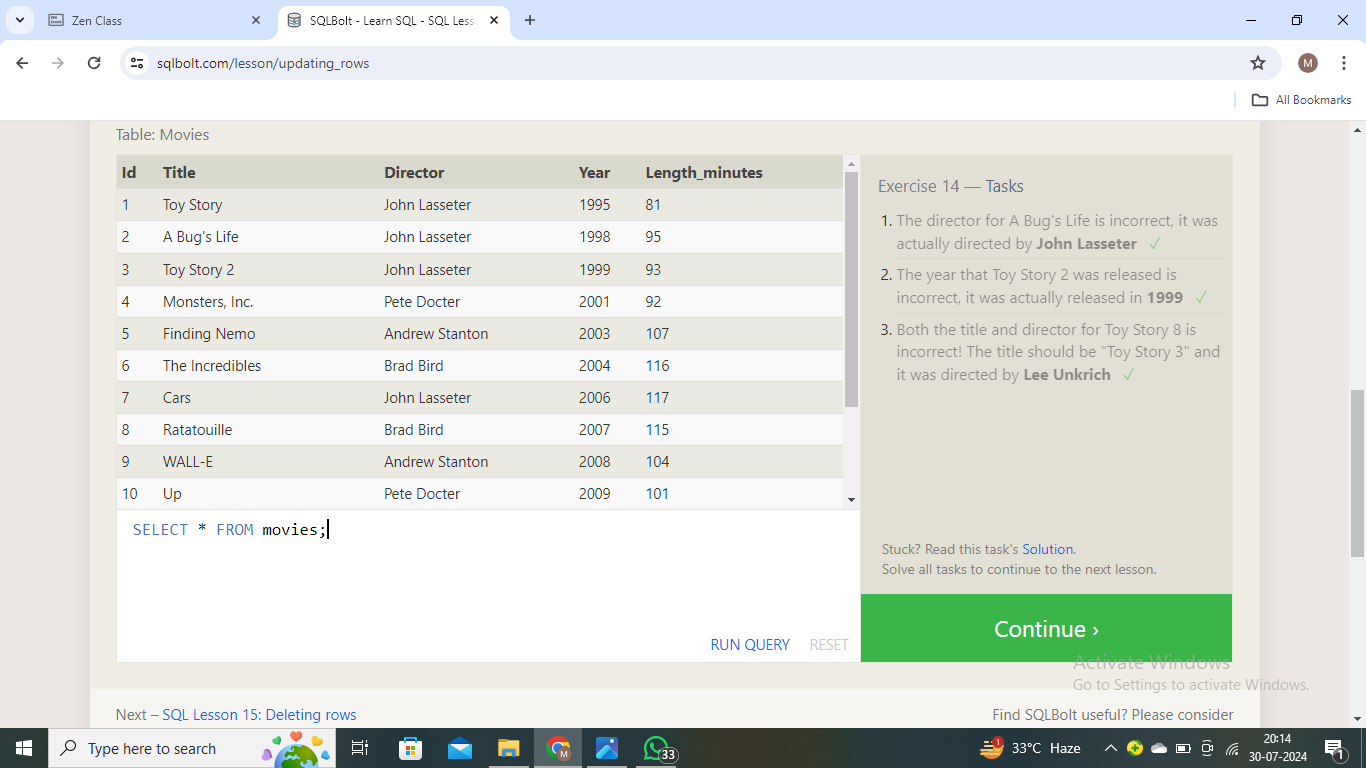 Zen Class
SQLBolt - Learn SQL - SQL Less
sqlbolt.com/lesson/updating_rows
M
All Bookmarks
Table: Movies
Id Title Director Year Length_minutes
1 Toy Story John Lasseter 1995 81
2 A Bug's Life John Lasseter 1998 95
3 Toy Story 2 John Lasseter 1999 93
4 Monsters, Inc. Pete Docter 2001 92
5 Finding Nemo Andrew Stanton 2003 107
6 The Incredibles Brad Bird 2004 116
7 Cars John Lasseter 2006 117
8 Ratatouille Brad Bird 2007 115
9 WALL-E Andrew Stanton 2008 104
10 Up Pete Docter 2009 101
SELECT * FROM movies;
RUN QUERY RESET
Exercise 14 — Tasks
1. The director for A Bug's Life is incorrect, it was
actually directed by John Lasseter ✓
2. The year that Toy Story 2 was released is
incorrect, it was actually released in 1999 ✓
3. Both the title and director for Toy Story 8 is
incorrect! The title should be "Toy Story 3" and
it was directed by Lee Unkrich ✓
Stuck? Read this task's Solution.
Solve all tasks to continue to the next lesson.
Continue ›
Activate Windows
Go to Settings to activate Windows.
Next – SQL Lesson 15: Deleting rows
Find SQLBolt useful? Please consider
Type here to search
M
33
1
33°C Haze
20:14
30-07-2024
1